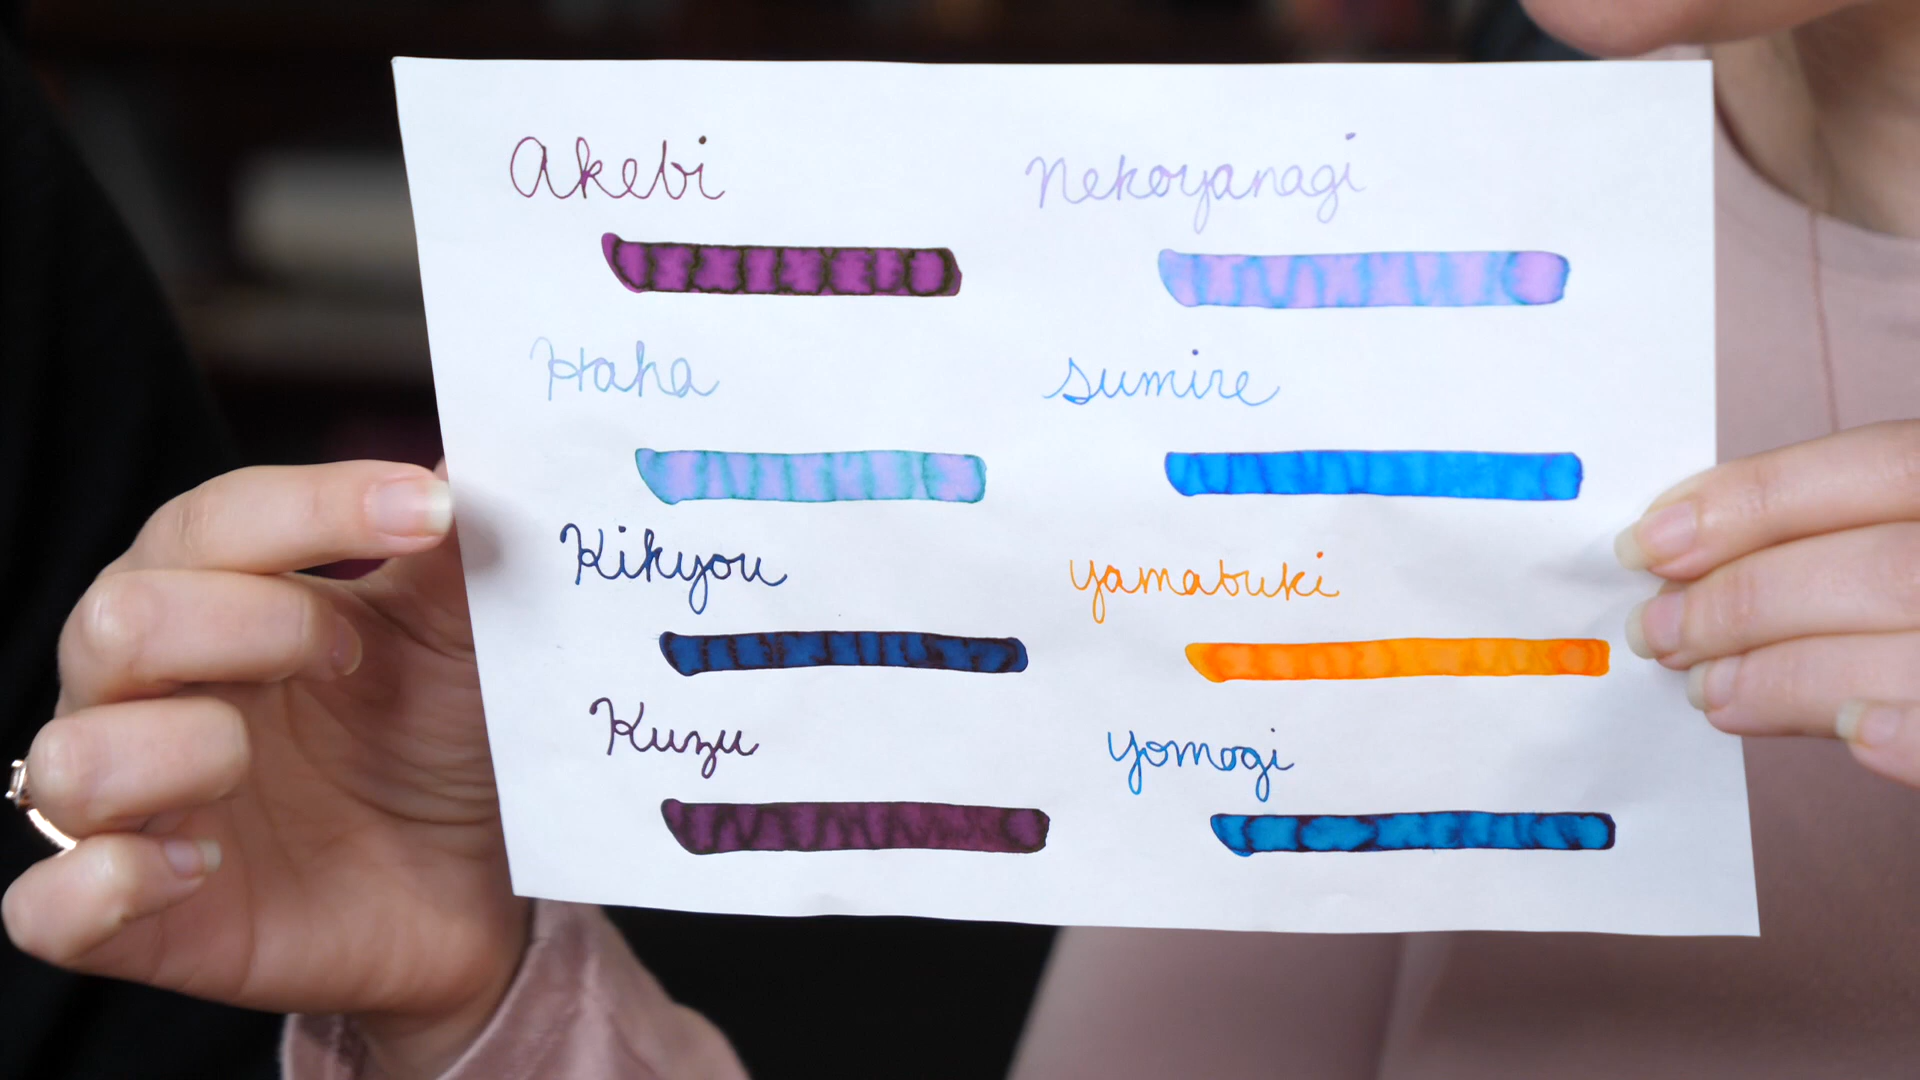 Akebi
Haha
Kikyou
Kuzu
Nekoyanagi
Sumire
Yamabuki
Yomogi